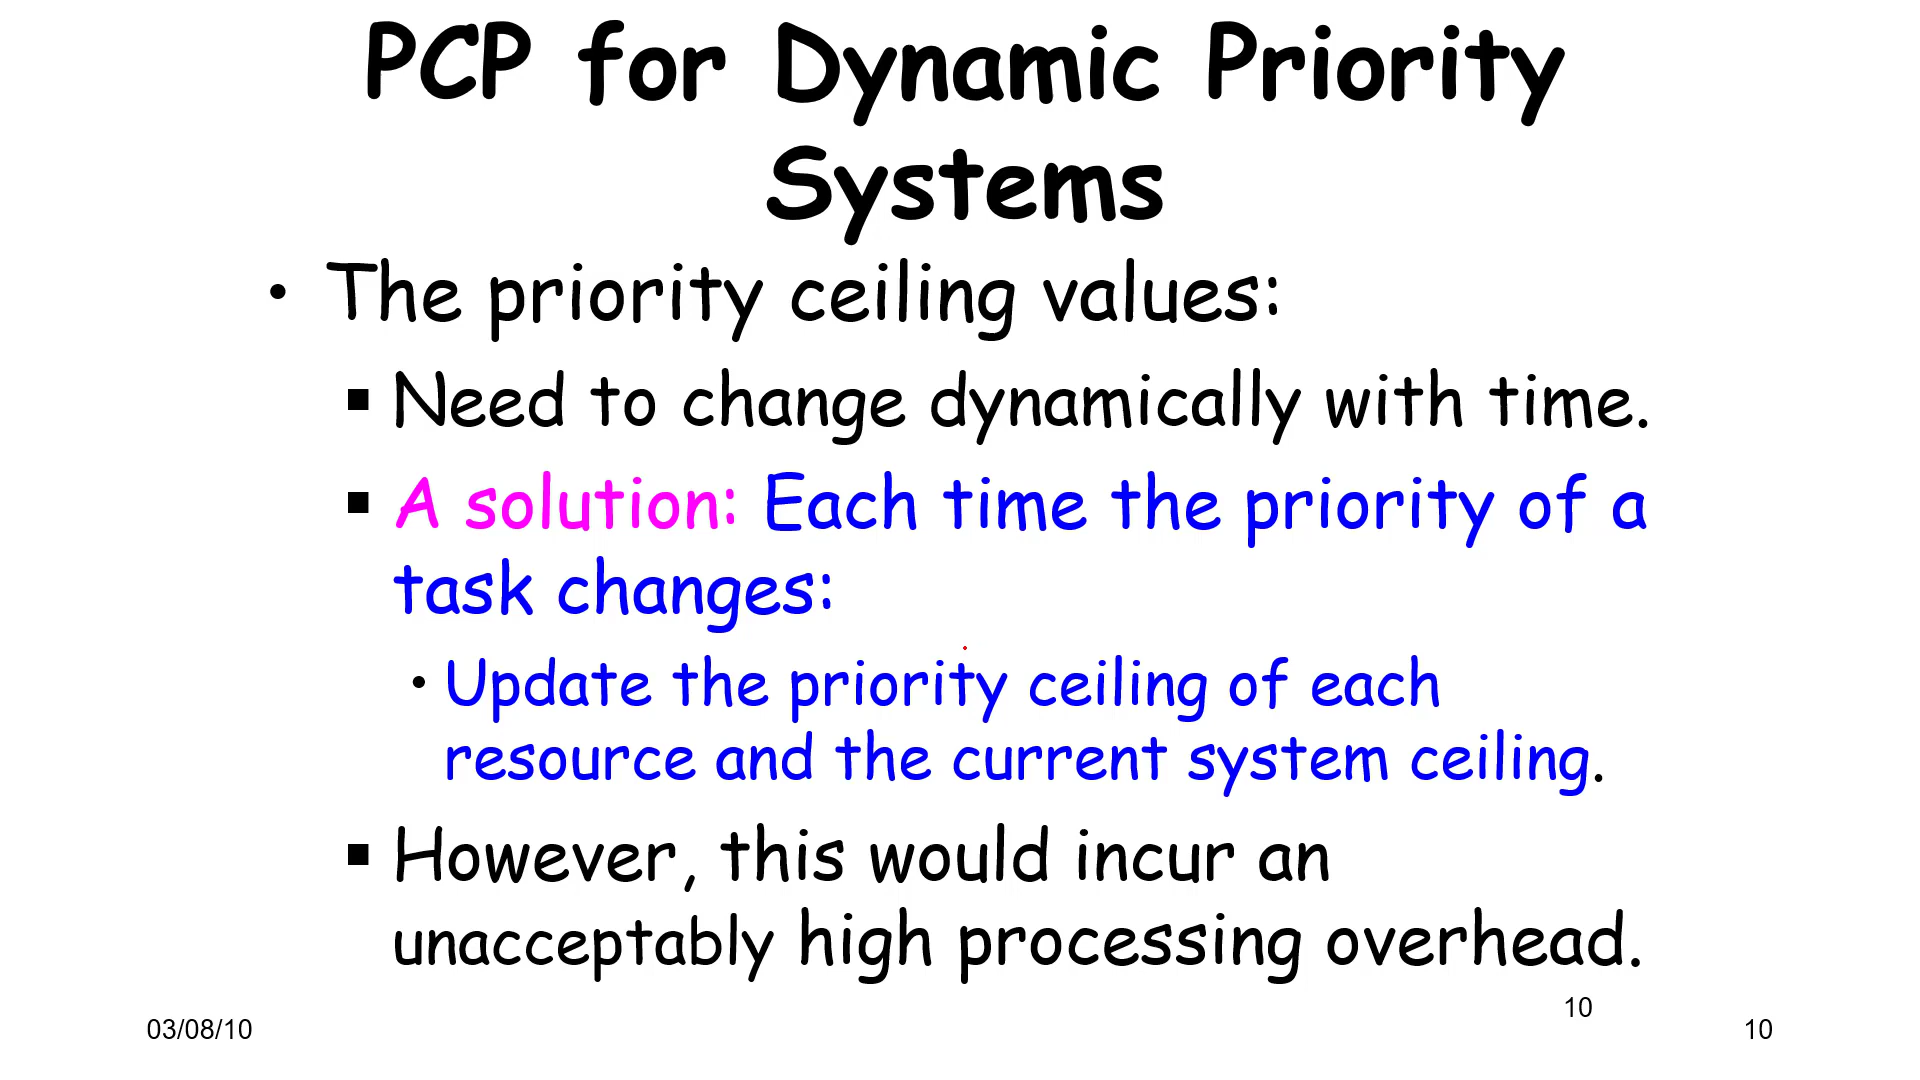 PCP for Dynamic Priority
Systems
• The priority ceiling values:
▪ Need to change dynamically with time.
▪ A solution: Each time the priority of a
task changes:
• Update the priority ceiling of each
resource and the current system ceiling.
▪ However, this would incur an
unacceptably high processing overhead.
10
03/08/10
10